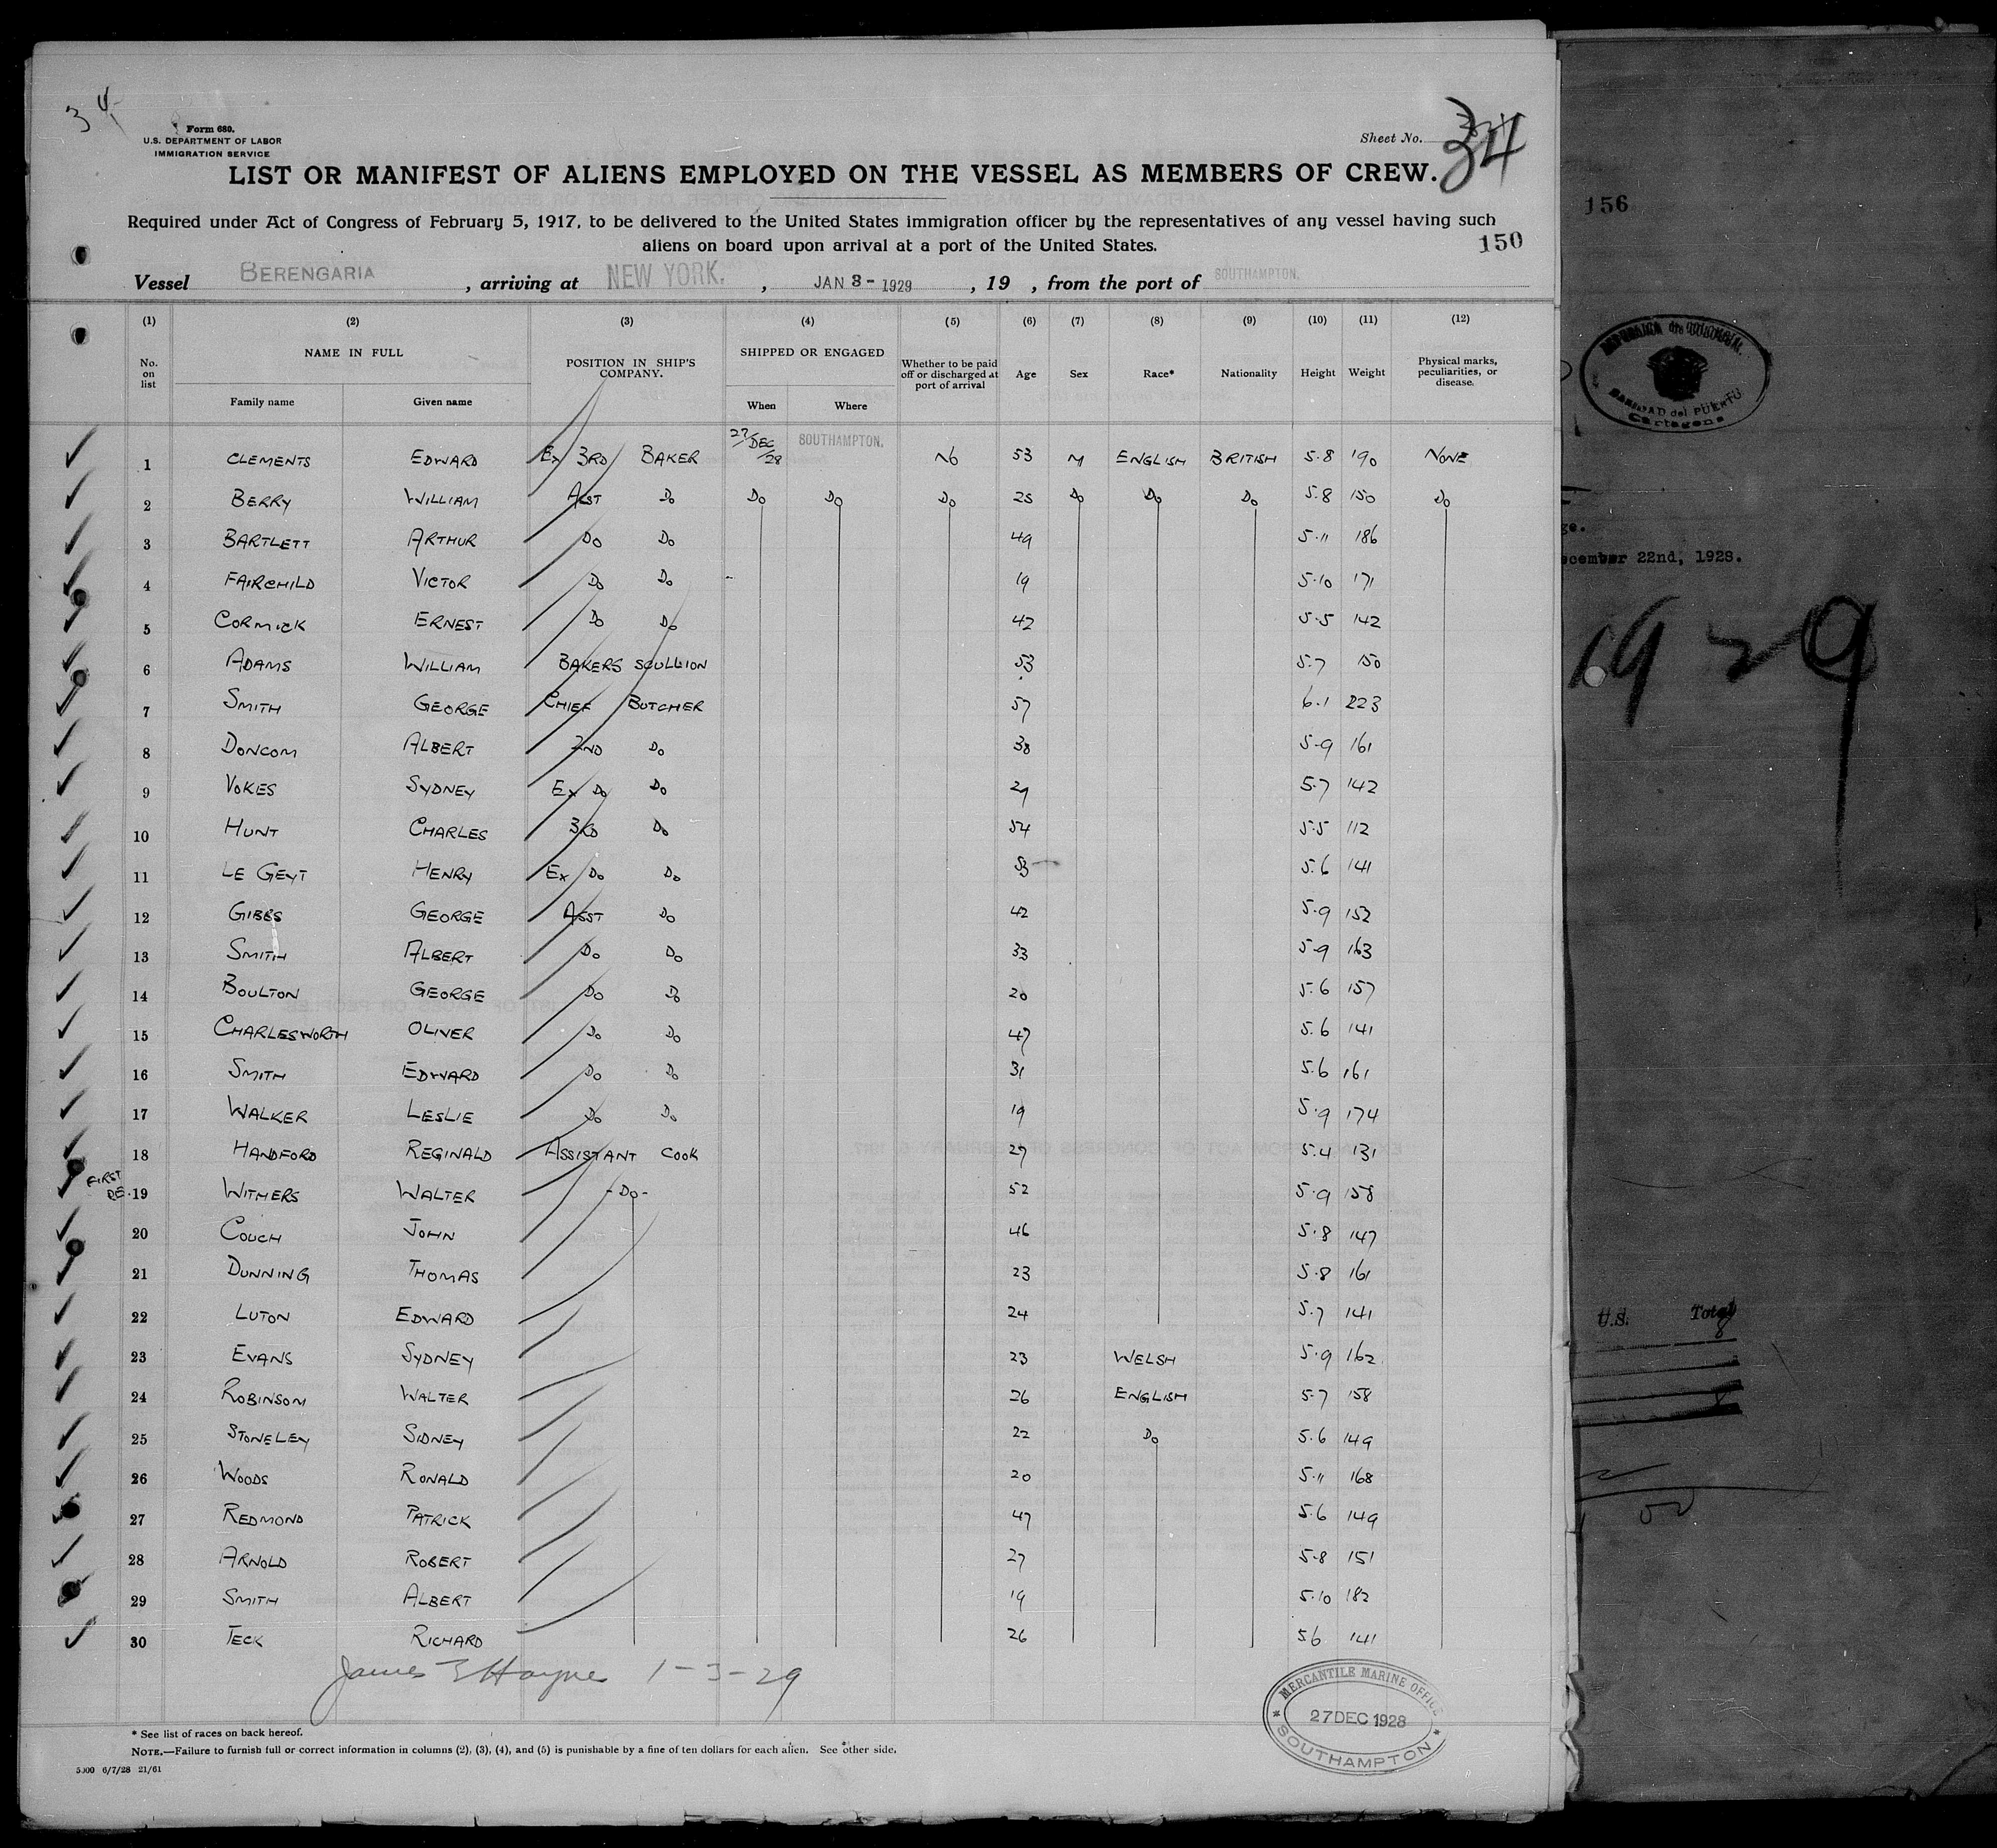 34
Form 680.
U.S. DEPARTMENT OF LABOR
IMMIGRATION SERVICE
Sheet No. 34
LIST OR MANIFEST OF ALIENS EMPLOYED ON THE VESSEL AS MEMBERS OF CREW.
Required under Act of Congress of February 5, 1917, to be delivered to the United States immigration officer by the representatives of any vessel having such
aliens on board upon arrival at a port of the United States.
150
Vessel BERENGARIA, arriving at NEW YORK., JAN 3-1929, 19 , from the port of SOUTHAMPTON.
(1) (2) (3) (4) (5) (6) (7) (8) (9) (10) (11) (12)
No. on list NAME IN FULL POSITION IN SHIP'S COMPANY. SHIPPED OR ENGAGED Whether to be paid off or discharged at port of arrival Age Sex Race* Nationality Height Weight Physical marks, peculiarities, or disease.
Family name Given name When Where
1 CLEMENTS EDWARD Ex 3RD BAKER 27/DEC/28 SOUTHAMPTON. No 53 M ENGLISH BRITISH 5.8 190 NONE
2 BERRY WILLIAM ASST Do Do Do Do 25 Do Do Do 5.8 150 Do
3 BARTLETT ARTHUR Do Do 49 5.11 186
4 FAIRCHILD VICTOR Do Do 19 5.10 171
5 CORMICK ERNEST Do Do 42 5.5 142
6 ADAMS WILLIAM BAKERS SCULLION 53 5.7 150
7 SMITH GEORGE CHIEF BUTCHER 57 6.1 223
8 DONCOM ALBERT 2ND Do 38 5-9 161
9 VOKES SYDNEY Ex Do Do 29 5.7 142
10 HUNT CHARLES 3RD Do 54 5.5 112
11 LE GEYT HENRY Ex Do Do 53 5.6 141
12 GIBBS GEORGE ASST Do 42 5.9 152
13 SMITH ALBERT Do Do 33 5-9 163
14 BOULTON GEORGE Do Do 20 5.6 157
15 CHARLESWORTH OLIVER Do Do 47 5.6 141
16 SMITH EDWARD Do Do 31 5.6 161
17 WALKER LESLIE Do Do 19 5.9 174
18 HANDFORD REGINALD ASSISTANT COOK 27 5.4 131
FIRST
19 WITHERS WALTER -Do- 52 5.9 158
20 COUCH JOHN 46 5.8 147
21 DUNNING THOMAS 23 5.8 161
22 LUTON EDWARD 24 5.7 141
23 EVANS SYDNEY 23 WELSH 5.9 162
24 ROBINSON WALTER 26 ENGLISH 5-7 158
25 STONELEY SIDNEY 22 Do 5.6 149
26 WOODS RONALD 20 5.11 168
27 REDMOND PATRICK 47 5.6 149
28 ARNOLD ROBERT 27 5-8 151
29 SMITH ALBERT 19 5.10 182
30 TECK RICHARD 26 56 141
James E Haynes 1-3-29
MERCANTILE MARINE OFFICE
27 DEC 1928
SOUTHAMPTON
* See list of races on back hereof.
NOTE.—Failure to furnish full or correct information in columns (2), (3), (4), and (5) is punishable by a fine of ten dollars for each alien. See other side.
5000 6/7/28 21/61
156
SANIDAD del PUERTO
Cartagena
ge.
ecember 22nd, 1928.
1929
U.S. Total
8